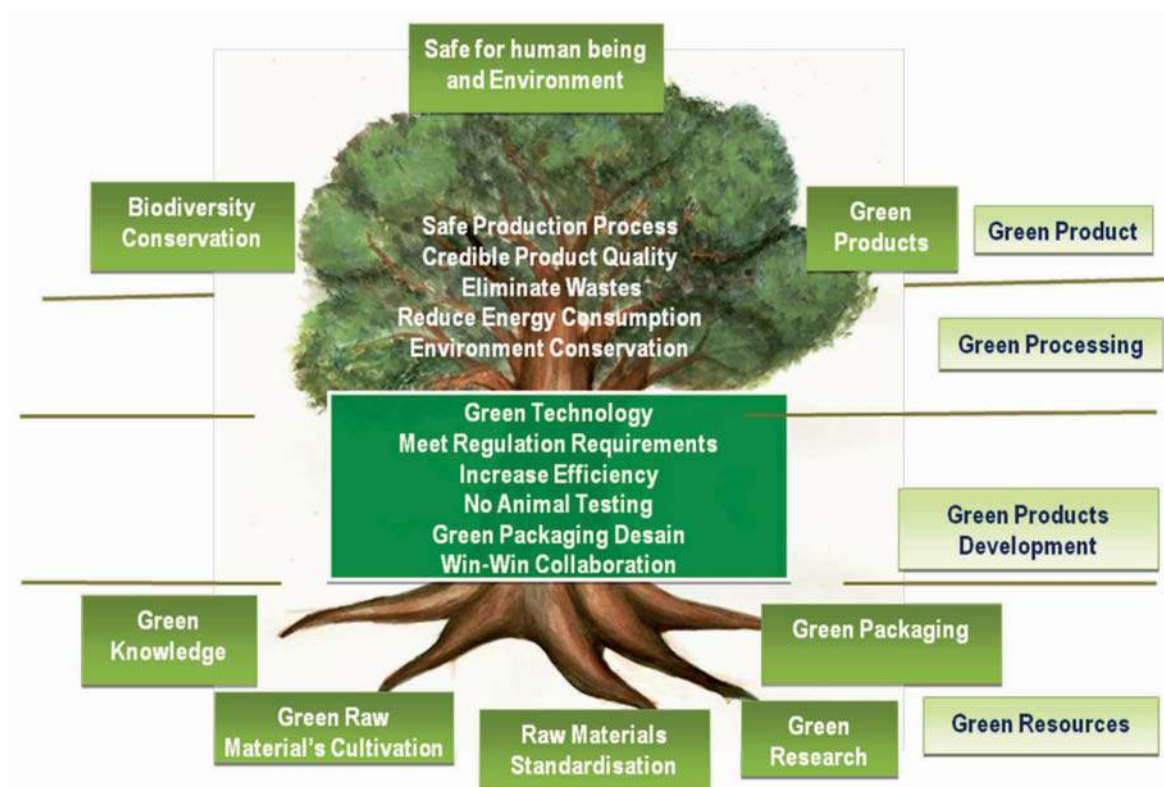 Safe for human being
and Environment
Biodiversity
Conservation
Green
Products
Green Product
Safe Production Process
Credible Product Quality
Eliminate Wastes
Reduce Energy Consumption
Environment Conservation
Green Processing
Green Technology
Meet Regulation Requirements
Increase Efficiency
No Animal Testing
Green Packaging Desain
Win-Win Collaboration
Green Products
Development
Green
Knowledge
Green Packaging
Green Raw
Material's Cultivation
Raw Materials
Standardisation
Green
Research
Green Resources